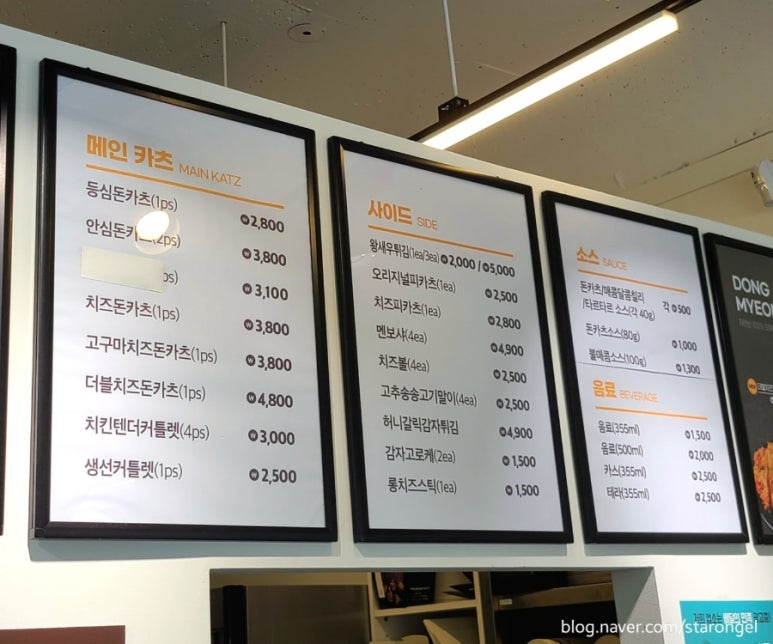 메인 카츠 MAIN KATZ
등심돈카츠(1ps) ₩2,800
안심돈카 (2ps) ₩3,800
ps) ₩3,100
치즈돈카츠(1ps) ₩3,800
고구마치즈돈카츠(1ps) ₩3,800
더블치즈돈카츠(1ps) ₩4,800
치킨텐더커틀렛(4ps) ₩3,000
생선커틀렛(1ps) ₩2,500
사이드 SIDE
왕새우튀김(1ea/3ea) ₩2,000 / ₩5,000
오리지널피카츠(1ea) ₩2,500
치즈피카츠(1ea) ₩2,800
멘보샤(4ea) ₩4,900
치즈볼(4ea) ₩2,500
고추송송고기말이(4ea) ₩2,500
허니갈릭감자튀김 ₩4,900
감자고로케(2ea) ₩1,500
롱치즈스틱(1ea) ₩1,500
소스 SAUCE
돈카츠/매콤달콤칠리
/타르타르 소스(각 40g) 각 ₩500
돈카츠소스(80g) ₩1,000
불매콤소스(100g) ₩1,300
음료 BEVERAGE
음료(355ml) ₩1,500
음료(500ml) ₩2,000
카스(355ml) ₩2,500
테라(355ml) ₩2,500
DONG
MYEO
NEW
blog.naver.com/starongel